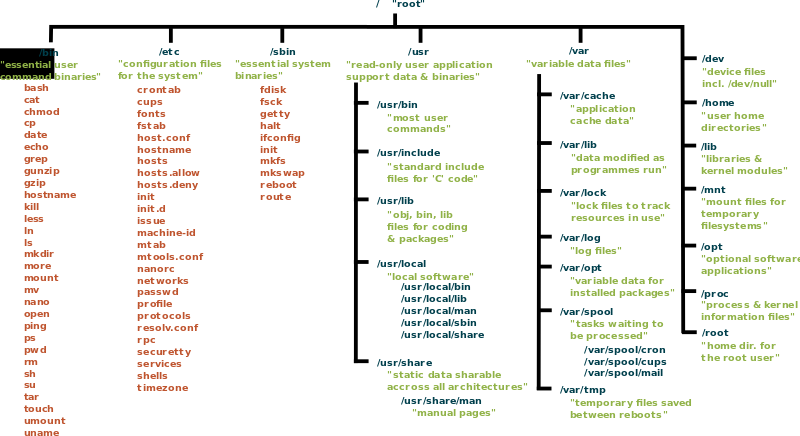 / "root"
/bin
"essential user
command binaries"
bash
cat
chmod
cp
date
echo
grep
gunzip
gzip
hostname
kill
less
ln
ls
mkdir
more
mount
mv
nano
open
ping
ps
pwd
rm
sh
su
tar
touch
umount
uname
/etc
"configuration files
for the system"
crontab
cups
fonts
fstab
host.conf
hostname
hosts
hosts.allow
hosts.deny
init
init.d
issue
machine-id
mtab
mtools.conf
nanorc
networks
passwd
profile
protocols
resolv.conf
rpc
securetty
services
shells
timezone
/sbin
"essential system
binaries"
fdisk
fsck
getty
halt
ifconfig
init
mkfs
mkswap
reboot
route
/usr
"read-only user application
support data & binaries"
/usr/bin
"most user
commands"
/usr/include
"standard include
files for 'C' code"
/usr/lib
"obj, bin, lib
files for coding
& packages"
/usr/local
"local software"
/usr/local/bin
/usr/local/lib
/usr/local/man
/usr/local/sbin
/usr/local/share
/usr/share
"static data sharable
accross all architectures"
/usr/share/man
"manual pages"
/var
"variable data files"
/var/cache
"application
cache data"
/var/lib
"data modified as
programmes run"
/var/lock
"lock files to track
resources in use"
/var/log
"log files"
/var/opt
"variable data for
installed packages"
/var/spool
"tasks waiting to
be processed"
/var/spool/cron
/var/spool/cups
/var/spool/mail
/var/tmp
"temporary files saved
between reboots"
/dev
"device files
incl. /dev/null"
/home
"user home
directories"
/lib
"libraries &
kernel modules"
/mnt
"mount files for
temporary
filesystems"
/opt
"optional software
applications"
/proc
"process & kernel
information files"
/root
"home dir. for
the root user"